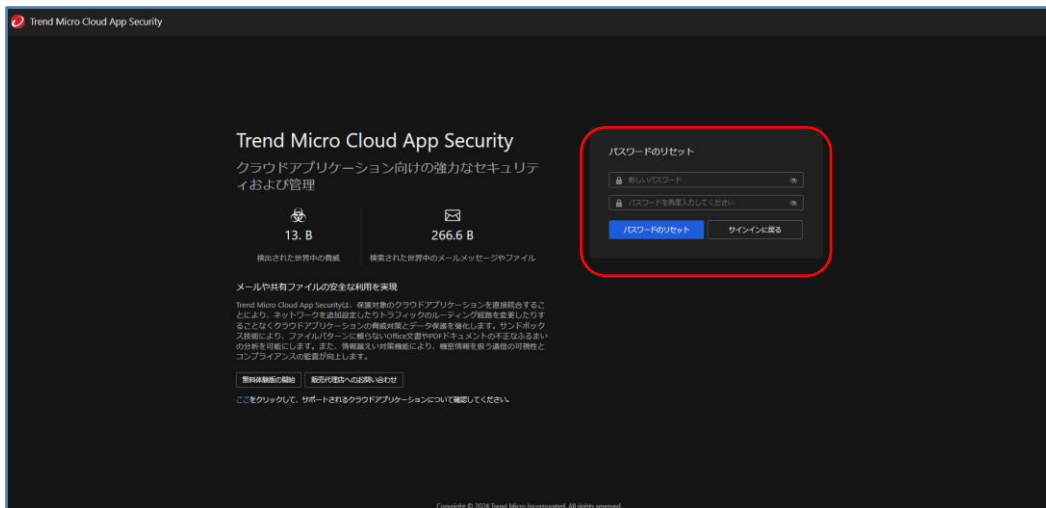 Trend Micro Cloud App Security
Trend Micro Cloud App Security
クラウドアプリケーション向けの強力なセキュリテ
ィおよび管理
13. B
266.6 B
検出された世界中の脅威
検索された世界中のメールメッセージやファイル
メールや共有ファイルの安全な利用を実現
Trend Micro Cloud App Securityは、保護対象のクラウドアプリケーションを直接統合するこ
とにより、ネットワークを追加設定したりトラフィックのルーティング経路を変更したりす
ることなくクラウドアプリケーションの脅威対策とデータ保護を強化します。サンドボック
ス技術により、ファイルパターンに頼らないOffice文書やPDFドキュメントの不正なふるまい
の分析を可能にします。また、情報漏えい対策機能により、機密情報を扱う通信の可視性と
コンプライアンスの監査が向上します。
無料体験版の開始
販売代理店へのお問い合わせ
ここをクリックして、サポートされるクラウドアプリケーションについて確認してください。
パスワードのリセット
新しいパスワード
パスワードを再度入力してください
パスワードのリセット
サインインに戻る
Copyright © 2024 Trend Micro Incorporated. All rights reserved.